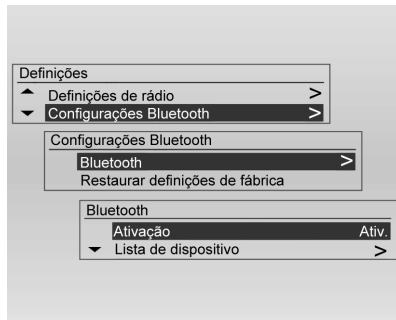 Definições
Definições de rádio >
Configurações Bluetooth >
Configurações Bluetooth
Bluetooth >
Restaurar definições de fábrica
Bluetooth
Ativação Ativ.
Lista de dispositivo >